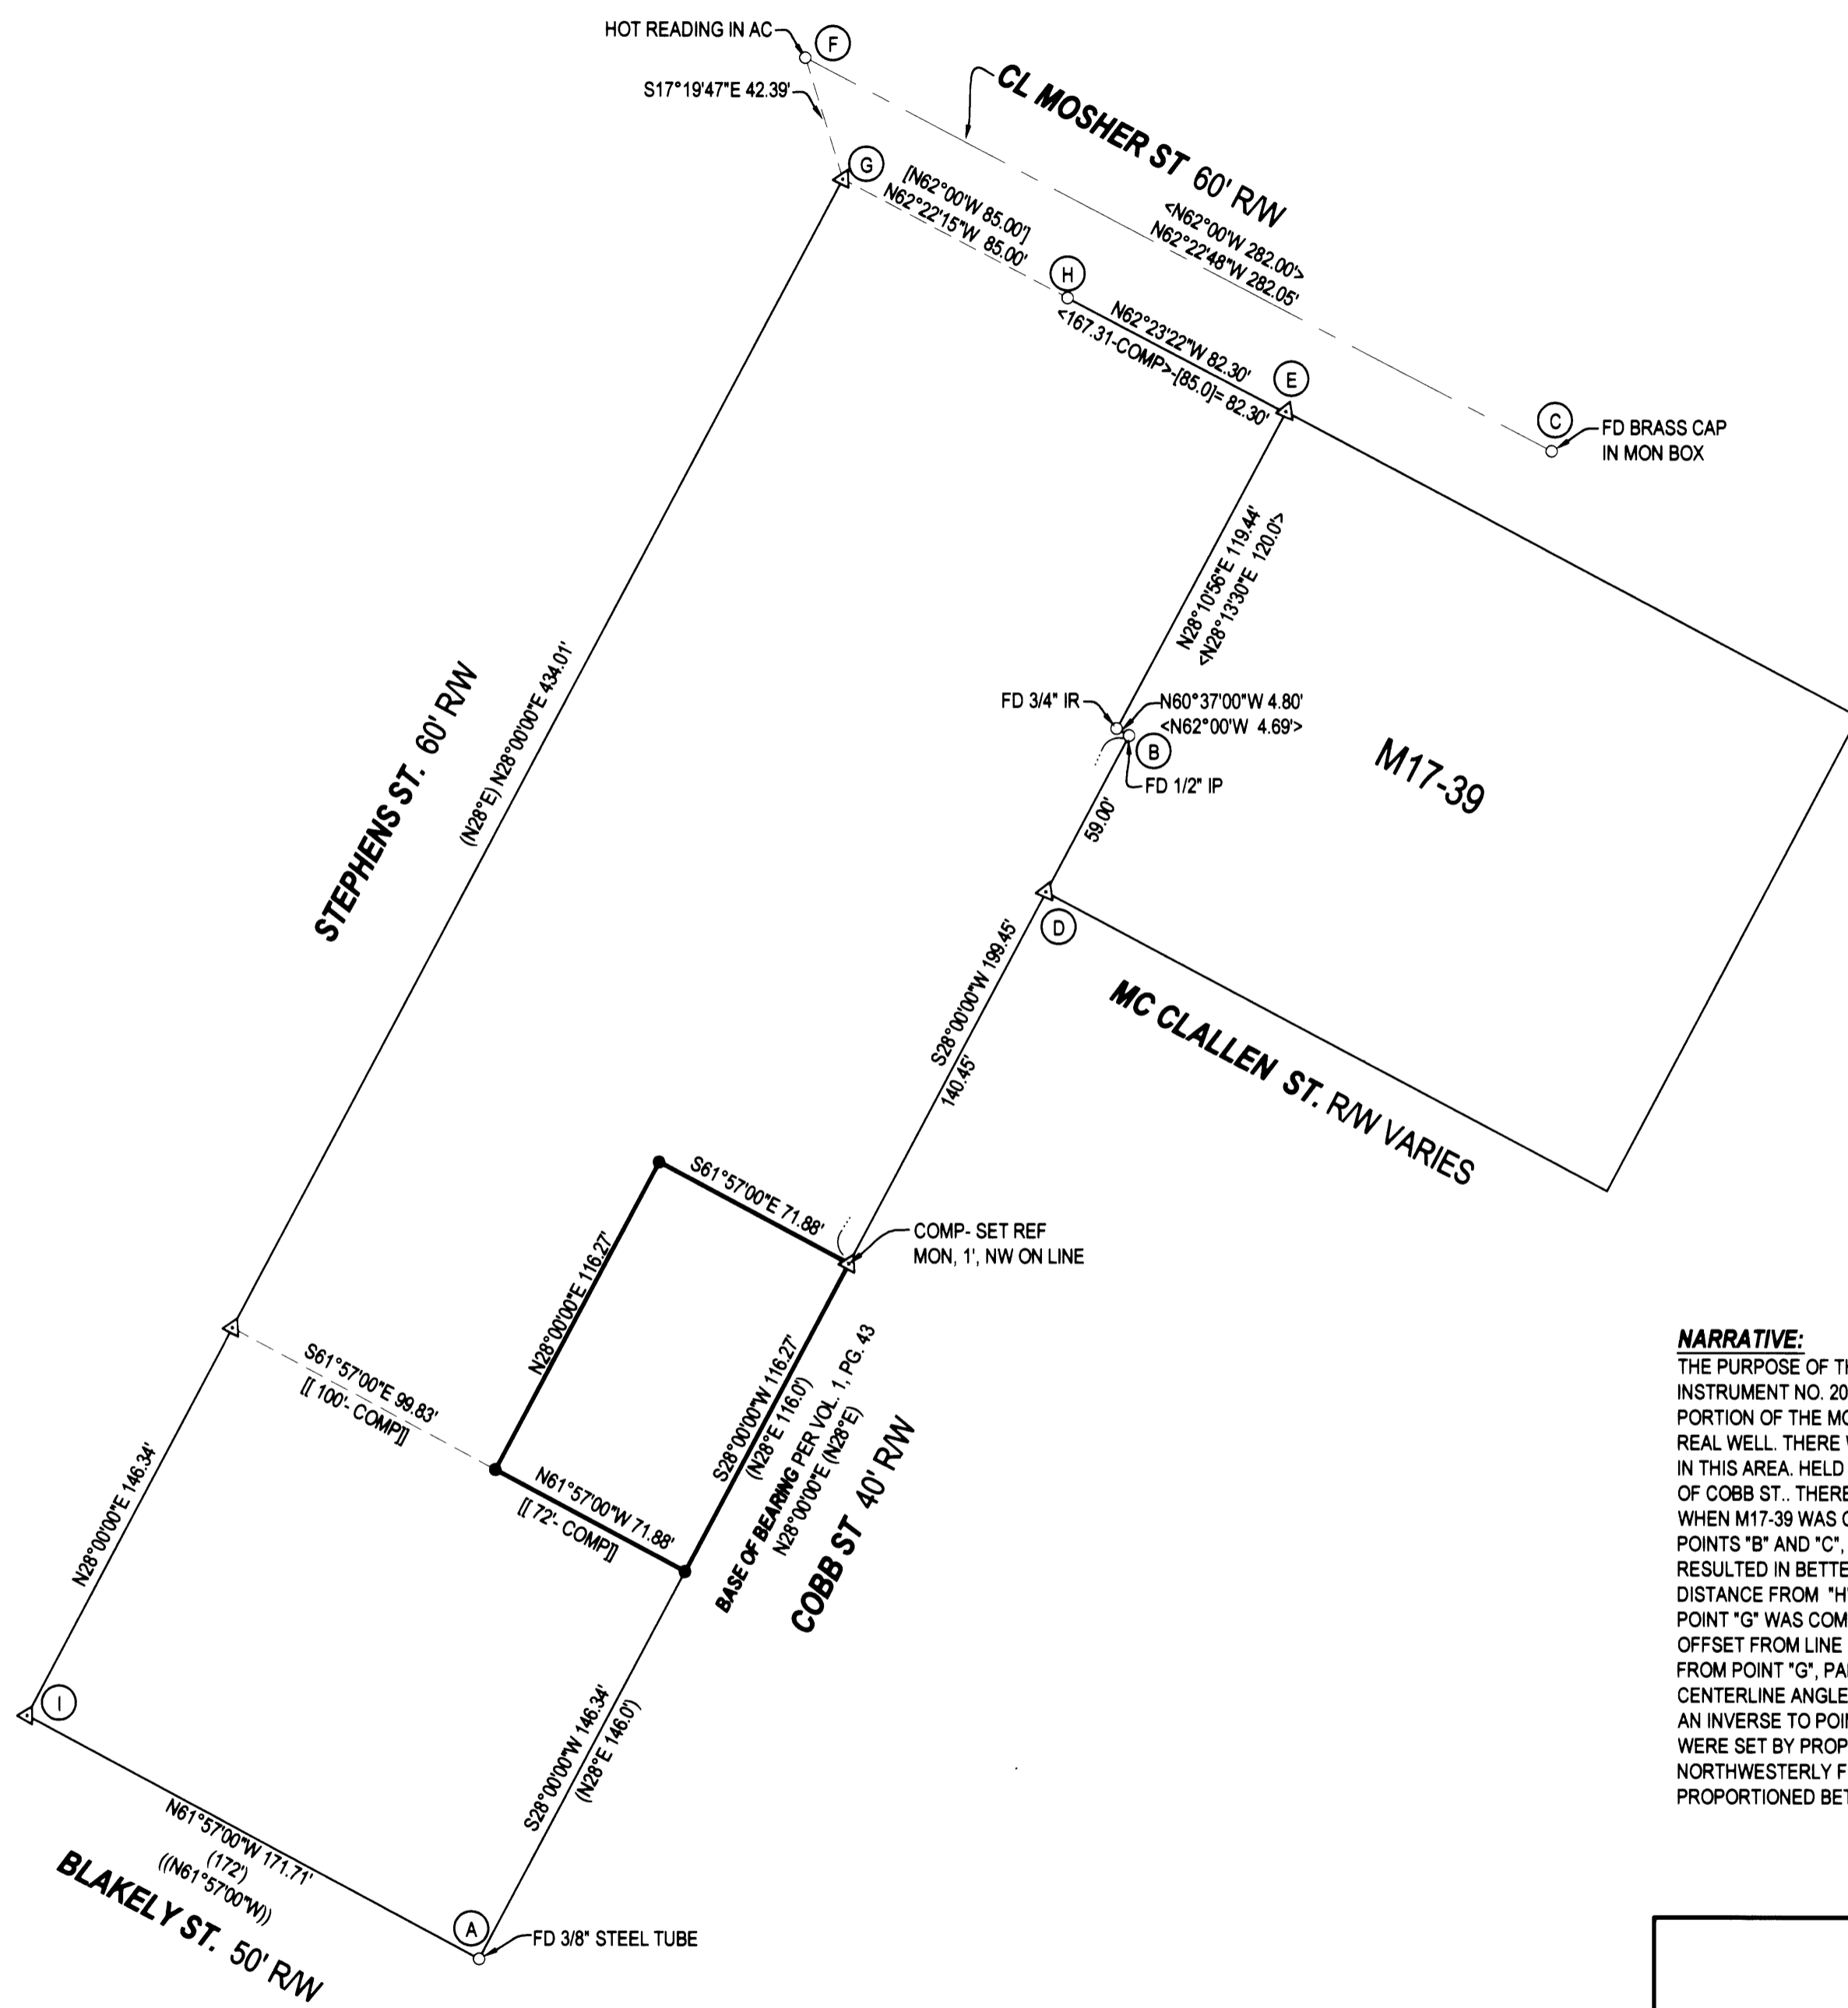 HOT READING IN AC
F
S17°19'47"E 42.39'
CL MOSHER ST 60' R/W
G
[N62°00'W 85.00']
N62°22'15"W 85.00'
<N62°00'W 282.00'>
N62°22'48"W 282.05'
H
N62°23'22"W 82.30'
<167.31-COMP>-[85.0]= 82.30'
E
C
FD BRASS CAP
IN MON BOX
N28°10'56"E 119.44'
<N28°13'30"E 120.0'>
STEPHENS ST. 60' R/W
(N28°E) N28°00'00"E 434.01'
FD 3/4" IR
N60°37'00"W 4.80'
<N62°00'W 4.69'>
B
FD 1/2" IP
M17-39
59.00'
D
S28°00'00"W 199.45'
140.45'
MC CLALLEN ST. R/W VARIES
S61°57'00"E 71.88'
COMP- SET REF
MON, 1', NW ON LINE
N28°00'00"E 116.27'
S28°00'00"W 116.27'
(N28°E 116.0')
BASE OF BEARING PER VOL. 1, PG. 43
N28°00'00"E (N28°E)
COBB ST 40' R/W
S61°57'00"E 99.83'
[[ 100'- COMP]]
N61°57'00"W 71.88'
[[ 72'- COMP]]
N28°00'00"E 146.34'
I
S28°00'00"W 146.34'
(N28°E 146.0')
N61°57'00"W 171.71'
(172')
((N61°57'00"W))
BLAKELY ST. 50' R/W
A
FD 3/8" STEEL TUBE
NARRATIVE:
THE PURPOSE OF
INSTRUMENT NO. 20
PORTION OF THE MO
REAL WELL. THERE
IN THIS AREA. HELD
OF COBB ST.. THERE
WHEN M17-39 WAS
POINTS "B" AND "C",
RESULTED IN BETTE
DISTANCE FROM "H"
POINT "G" WAS COM
OFFSET FROM LINE
FROM POINT "G", PA
CENTERLINE ANGLE
AN INVERSE TO POI
WERE SET BY PROP
NORTHWESTERLY F
PROPORTIONED BET